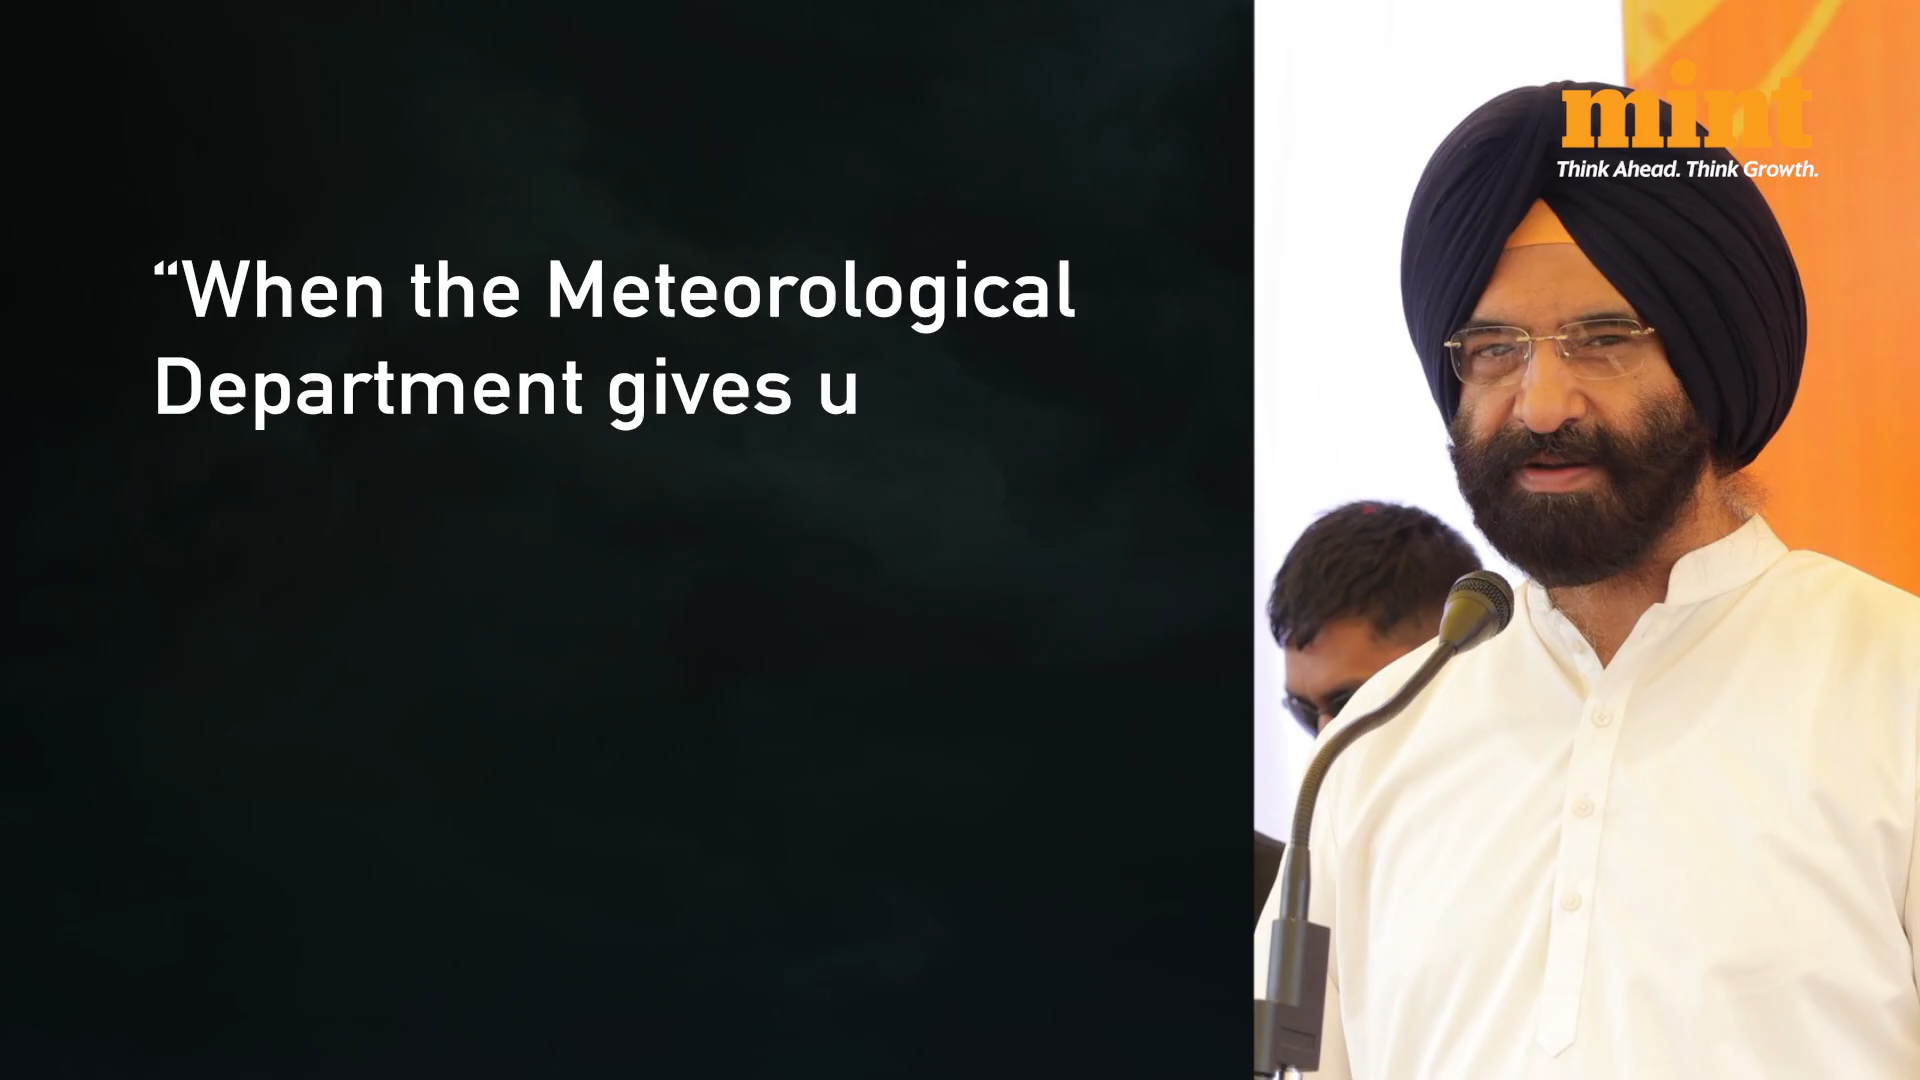 mint
Think Ahead. Think Growth.
“When the Meteorological
Department gives u